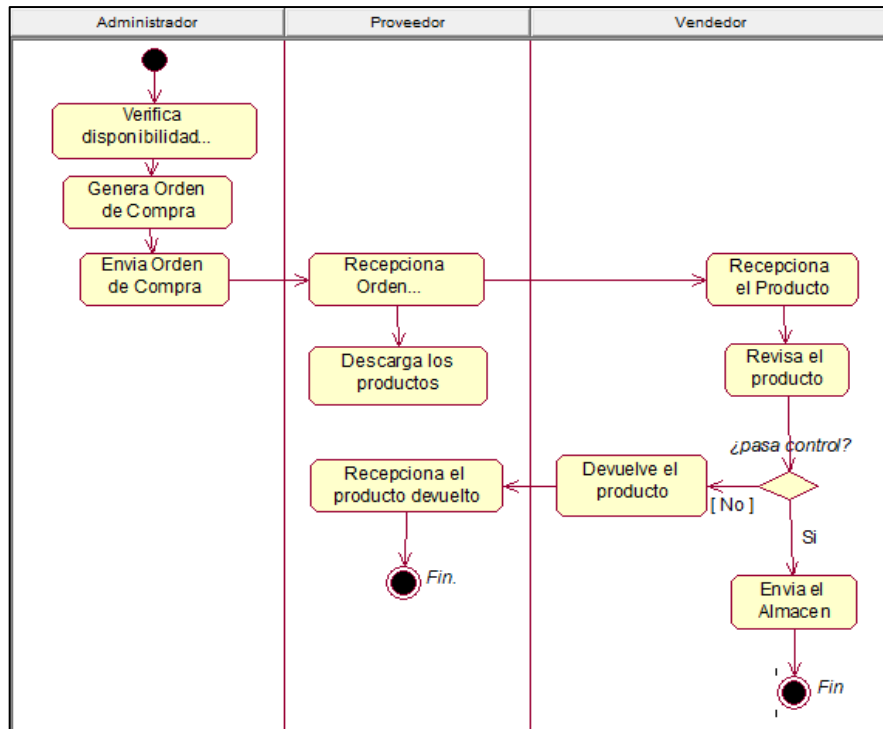 Administrador
Proveedor
Vendedor
Verifica
disponibilidad...
Genera Orden
de Compra
Envia Orden
de Compra
Recepciona
Orden...
Recepciona
el Producto
Descarga los
productos
Revisa el
producto
¿pasa control?
Recepciona el
producto devuelto
Devuelve el
producto
[ No ]
Si
Fin.
Envia el
Almacen
Fin